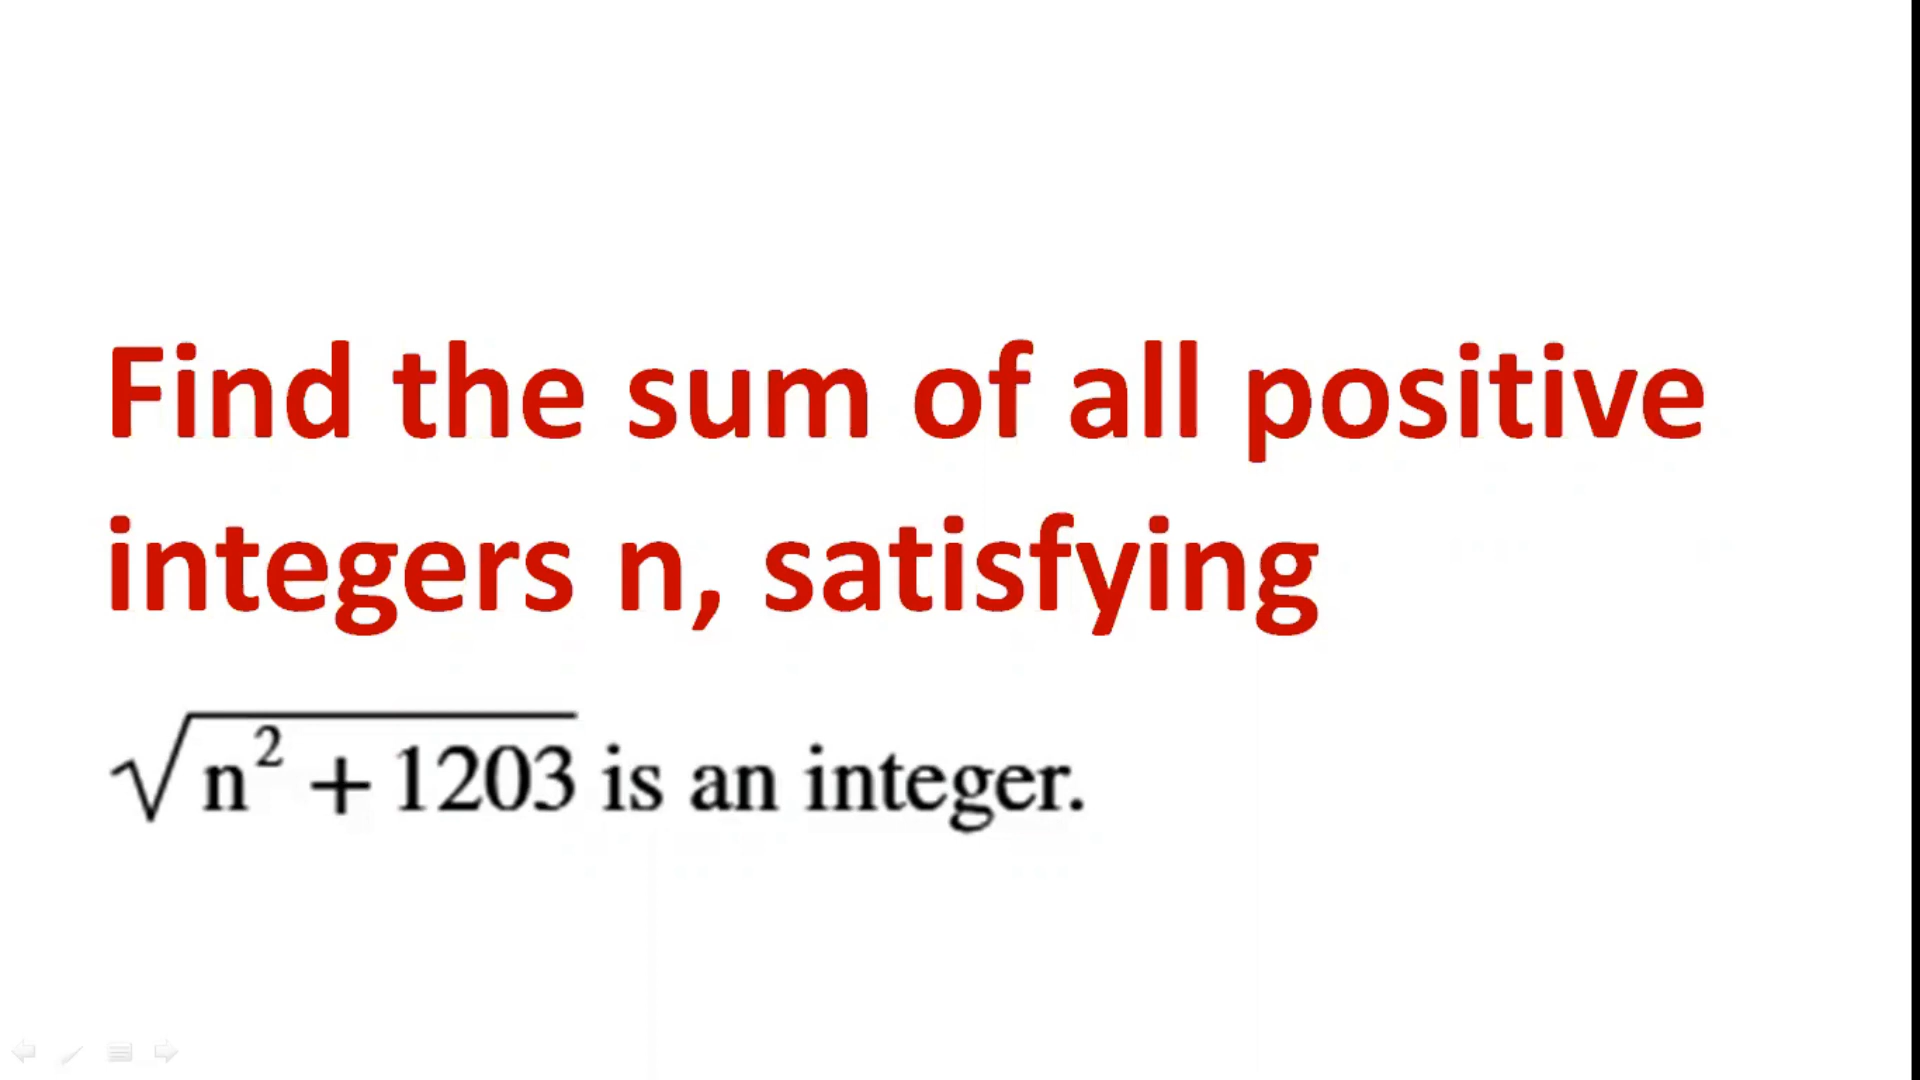 Find the sum of all positive
integers n, satisfying
√n² + 1203 is an integer.